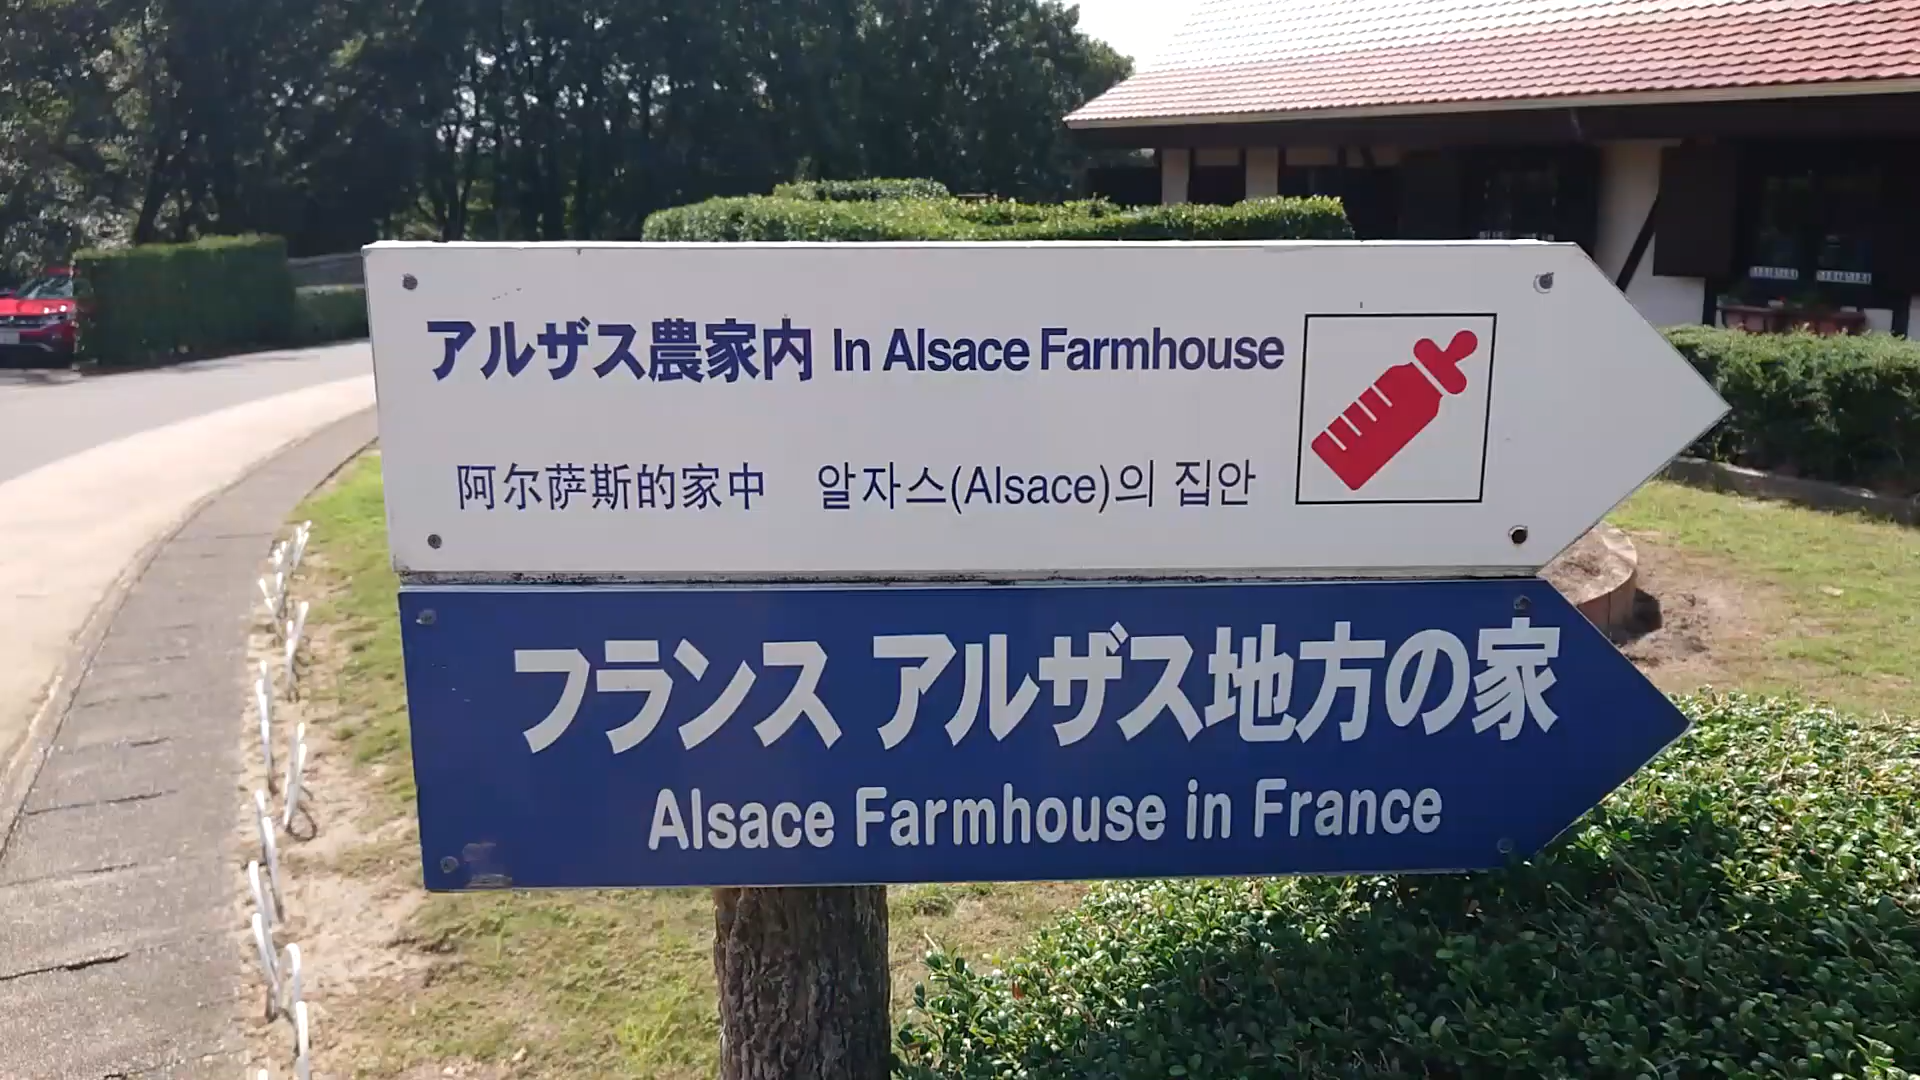 アルザス農家内 In Alsace Farmhouse
阿尔萨斯的家中 알자스(Alsace)의 집안
フランス アルザス地方の家
Alsace Farmhouse in France